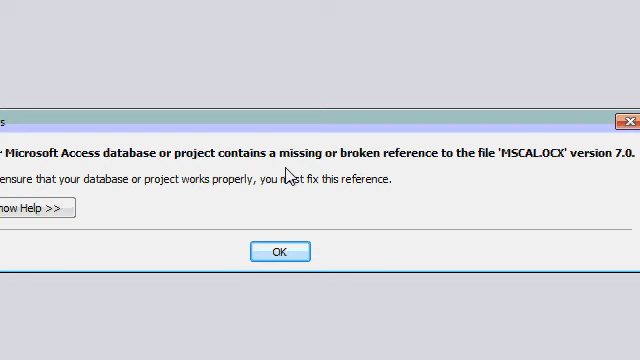 s
r Microsoft Access database or project contains a missing or broken reference to the file 'MSCAL.OCX' version 7.0.
ensure that your database or project works properly, you must fix this reference.
how Help >>
OK